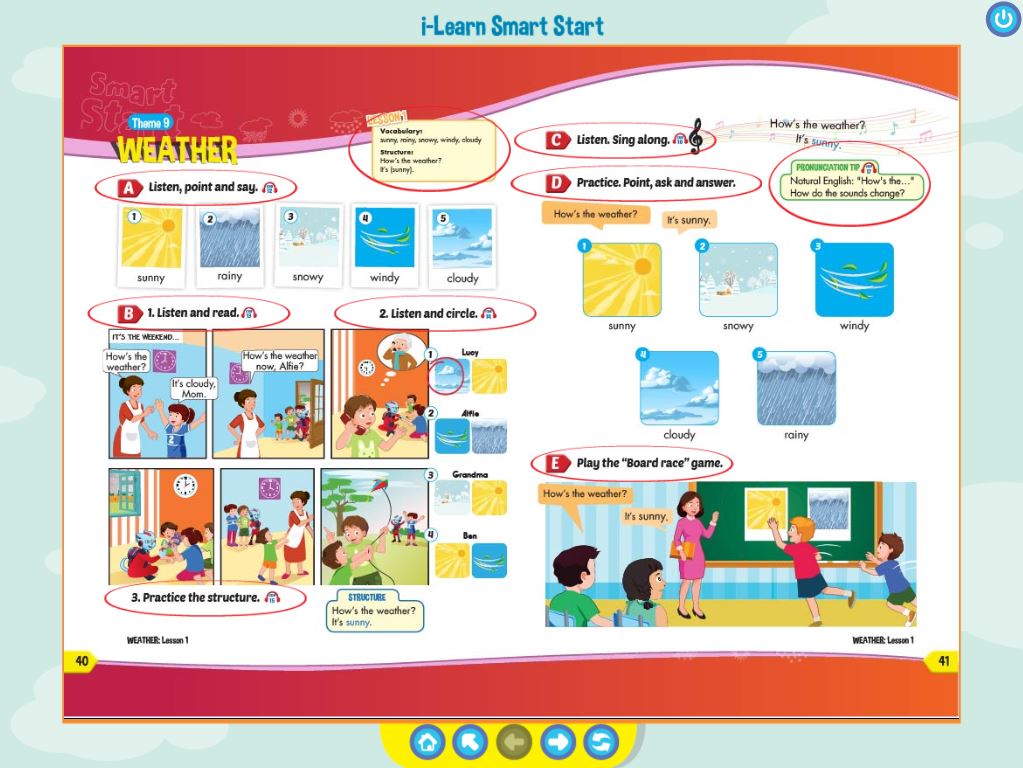 i-Learn Smart Start
Smart
Start
Theme 9
WEATHER
LESSON 1
Vocabulary:
sunny, rainy, snowy, windy, cloudy
Structure:
How's the weather?
It's (sunny).
A Listen, point and say.
1
2
3
4
5
sunny
rainy
snowy
windy
cloudy
B 1. Listen and read.
IT'S THE WEEKEND...
How's the
weather?
It's cloudy,
Mom.
How's the weather
now, Alfie?
2. Listen and circle.
1 Lucy
2 Alfie
3 Grandma
4 Ben
3. Practice the structure.
STRUCTURE
How's the weather?
It's sunny.
WEATHER: Lesson 1
40
C Listen. Sing along.
How's the weather?
It's sunny.
PRONUNCIATION TIP
Natural English: "How's the..."
How do the sounds change?
D Practice. Point, ask and answer.
How's the weather?
It's sunny.
1
2
3
sunny
snowy
windy
4
5
cloudy
rainy
E Play the “Board race” game.
How's the weather?
It's sunny.
WEATHER: Lesson 1
41